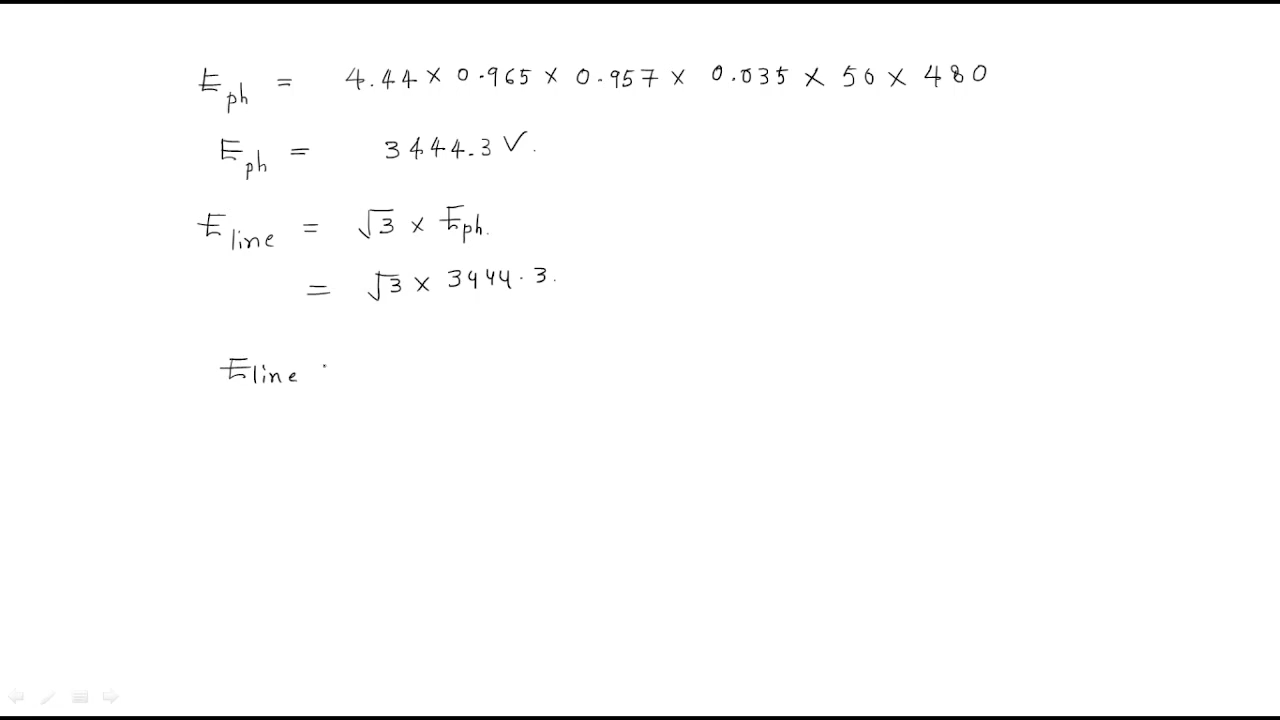 Eph = 4.44 × 0.965 × 0.957 × 0.035 × 50 × 480
Eph = 3444.3 V.
Eline = √3 × Eph.
= √3 × 3444.3.
Eline